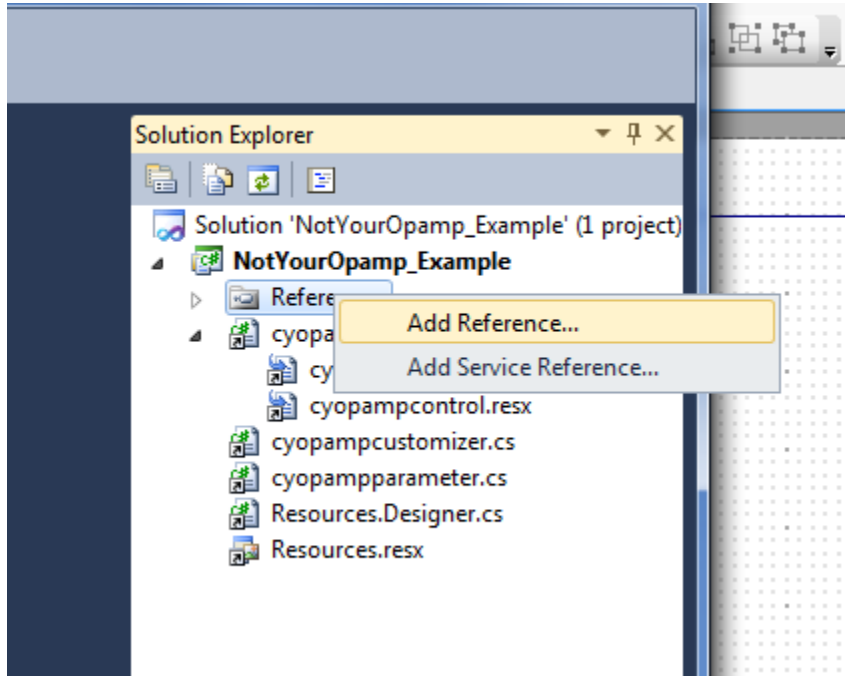 Solution Explorer
Solution 'NotYourOpamp_Example' (1 project)
NotYourOpamp_Example
Add Reference...
Add Service Reference...
cyopampcontrol.resx
cyopampcustomizer.cs
cyopampparameter.cs
Resources.Designer.cs
Resources.resx